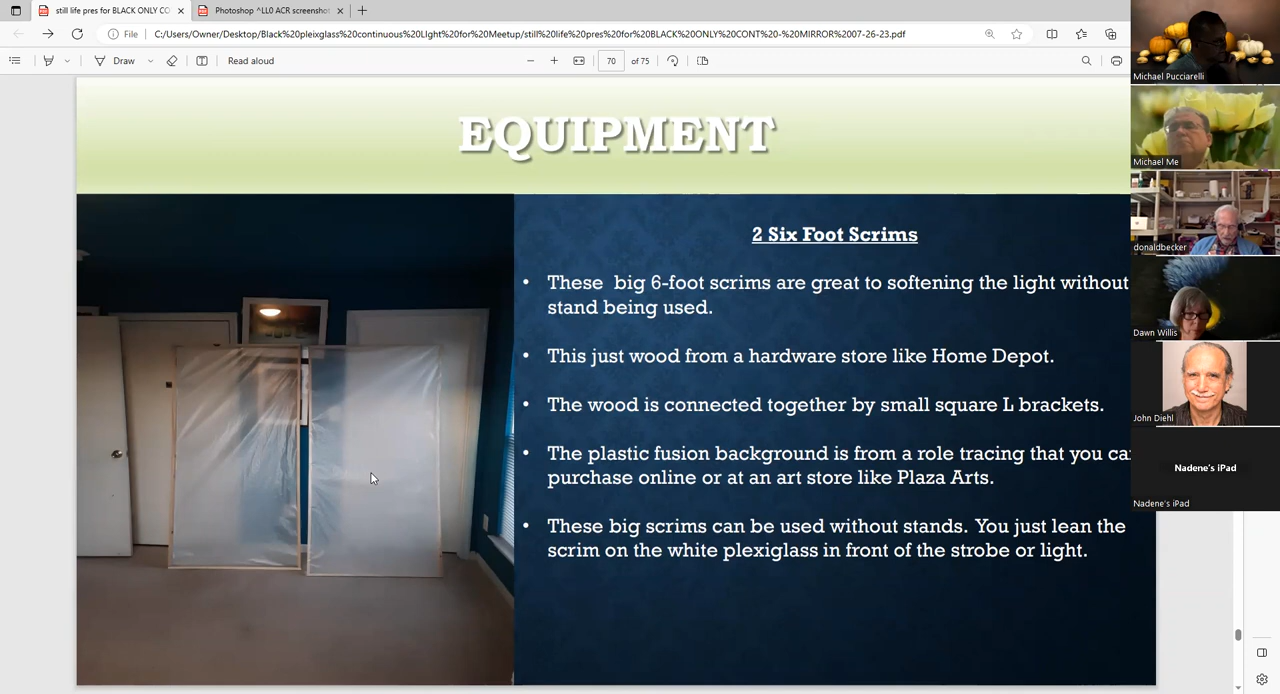 still life pres for BLACK ONLY CO
Photoshop ^LL0 ACR screenshot
File
C:/Users/Owner/Desktop/Black%20pleixglass%20continuous%20LIght%20for%20Meetup/still%20life%20pres%20for%20BLACK%20ONLY%20CONT%20-%20MIRROR%2007-26-23.pdf
Draw
Read aloud
70
of 75
EQUIPMENT
2 Six Foot Scrims
• These big 6-foot scrims are great to softening the light without
stand being used.
• This just wood from a hardware store like Home Depot.
• The wood is connected together by small square L brackets.
• The plastic fusion background is from a role tracing that you ca
purchase online or at an art store like Plaza Arts.
• These big scrims can be used without stands. You just lean the
scrim on the white plexiglass in front of the strobe or light.
Michael Pucciarelli
Michael Me
donaldbecker
Dawn Willis
John Diehl
Nadene's iPad
Nadene's iPad